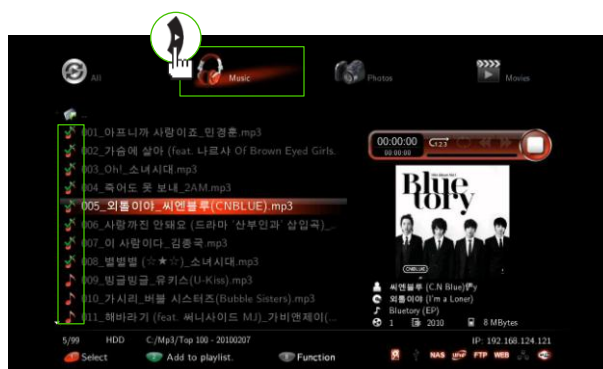 All Music Photos Movies
..
001_아프니까 사랑이죠_민경훈.mp3
002_가슴에 살아 (feat. 나르샤 Of Brown Eyed Girls.
003_Oh!_소녀시대.mp3
004_죽어도 못 보내_2AM.mp3
005_외톨이야_씨엔블루(CNBLUE).mp3
006_사랑까진 안돼요 (드라마 '산부인과' 삽입곡)_..
007_이 사람이다_김종국.mp3
008_별별별 (☆★☆)_소녀시대.mp3
009_빙글빙글_유키스(U-Kiss).mp3
010_가시리_버블 시스터즈(Bubble Sisters).mp3
011_해바라기 (feat. 써니사이드 MJ)_가비앤제이(...
00:00:00
00:00:00
123
Bluetory
CNBLUE
씨엔블루 (C.N Blue)
외톨이야 (I'm a Loner)
Bluetory (EP)
1 2010 8 MBytes
5/99 HDD C:/Mp3/Top 100 - 20100207 IP: 192.168.124.121
Select Add to playlist. Function NAS UPnP FTP WEB